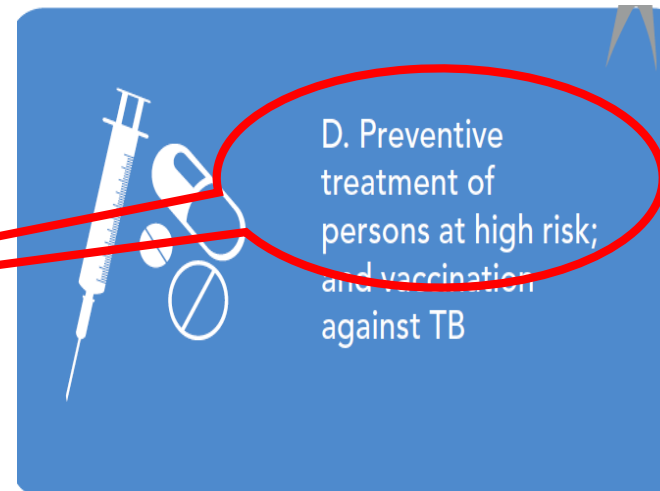 D. Preventive
treatment of
persons at high risk;
and vaccination
against TB